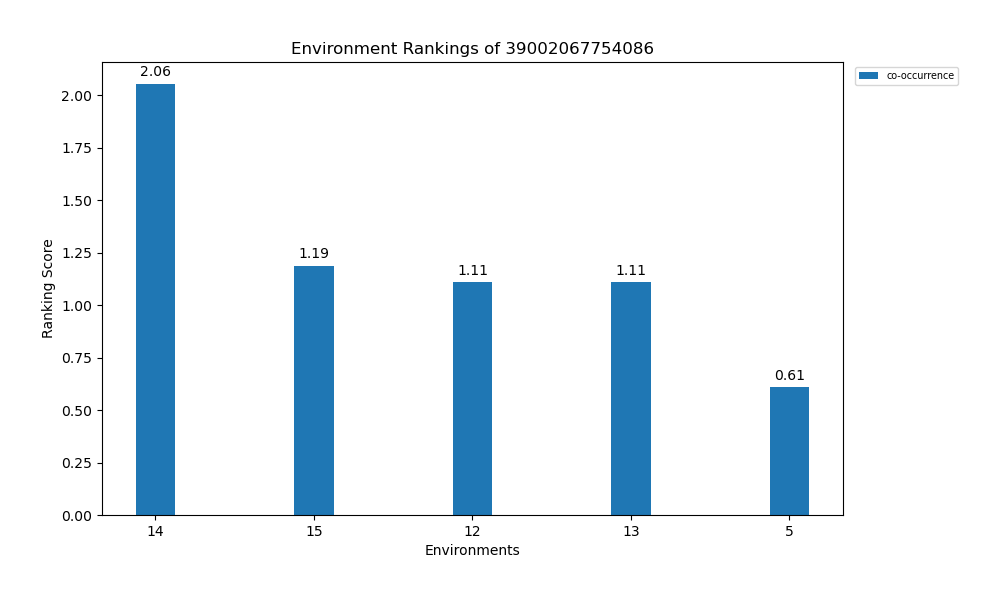 Environment Rankings of 39002067754086
co-occurrence
Ranking Score
2.00
1.75
1.50
1.25
1.00
0.75
0.50
0.25
0.00
2.06
1.19
1.11
1.11
0.61
14 15 12 13 5
Environments